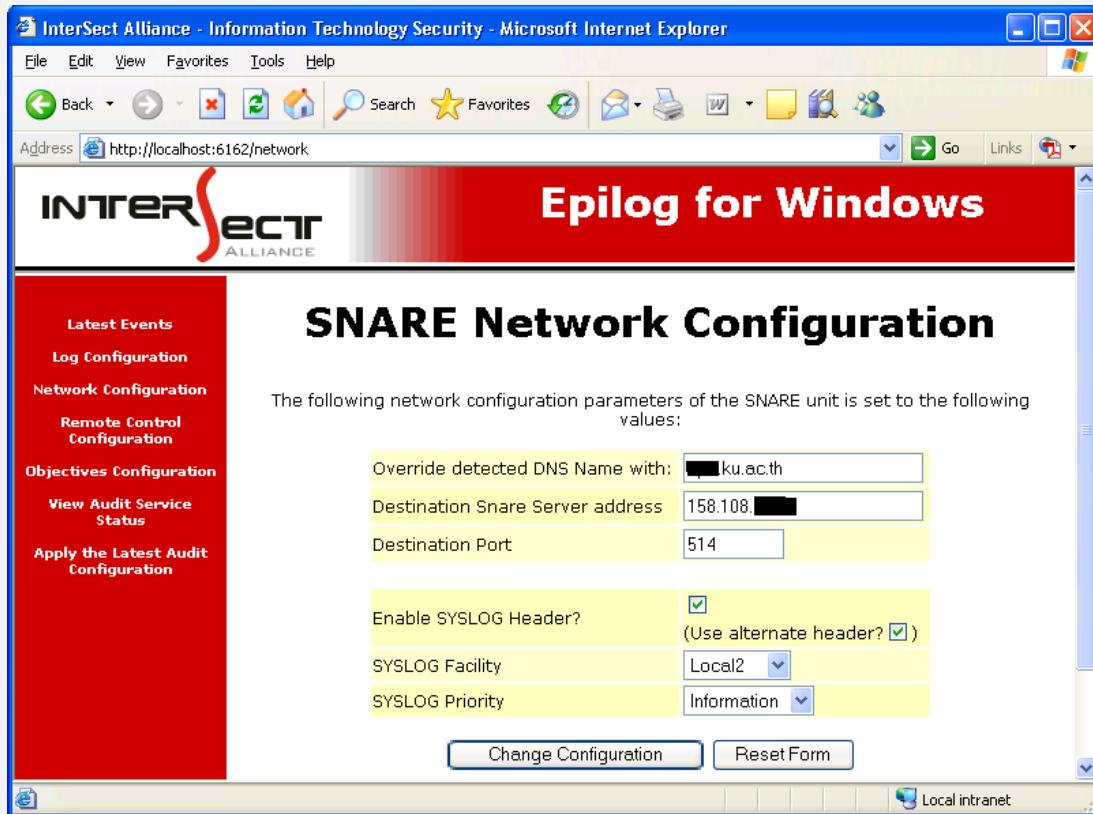 InterSect Alliance - Information Technology Security - Microsoft Internet Explorer
File Edit View Favorites Tools Help
Back Search Favorites
Address http://localhost:6162/network Go Links
INTERSECT
ALLIANCE
Epilog for Windows
Latest Events
Log Configuration
Network Configuration
Remote Control
Configuration
Objectives Configuration
View Audit Service
Status
Apply the Latest Audit
Configuration
SNARE Network Configuration
The following network configuration parameters of the SNARE unit is set to the following
values:
Override detected DNS Name with: .ku.ac.th
Destination Snare Server address 158.108.
Destination Port 514
Enable SYSLOG Header?
(Use alternate header? )
SYSLOG Facility Local2
SYSLOG Priority Information
Change Configuration Reset Form
Local intranet